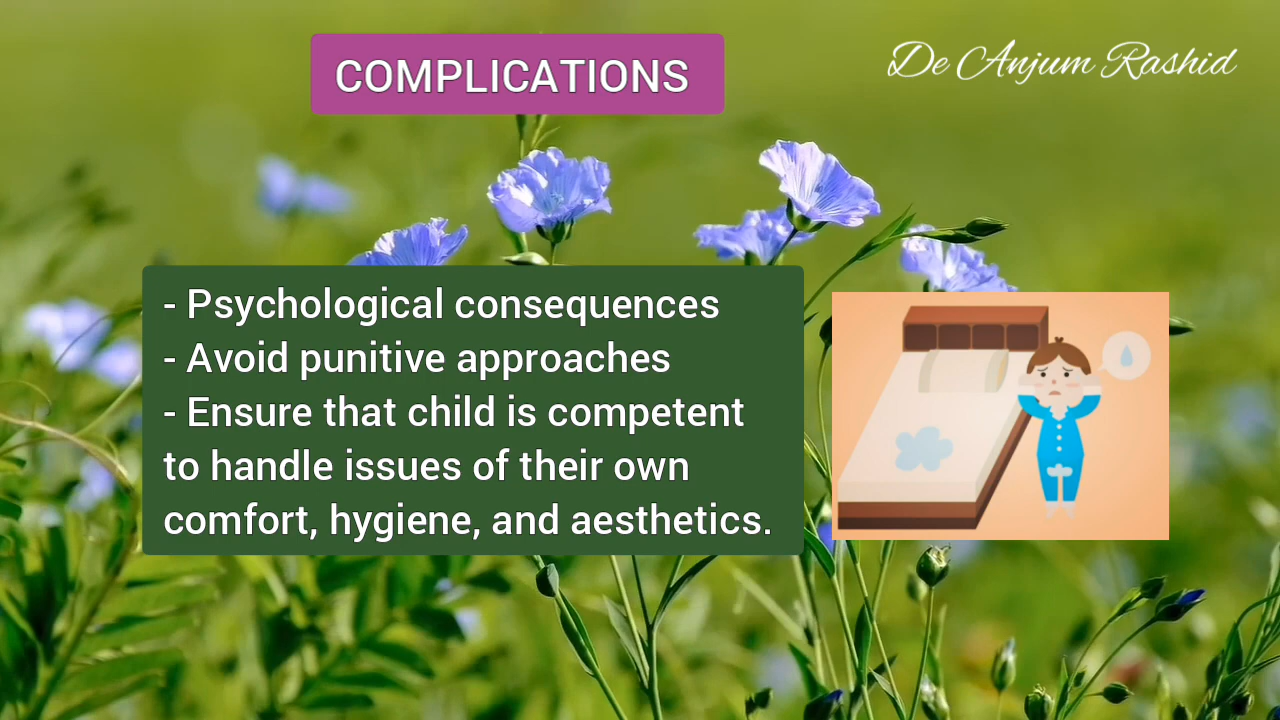 COMPLICATIONS
De Anjum Rashid
- Psychological consequences
- Avoid punitive approaches
- Ensure that child is competent
to handle issues of their own
comfort, hygiene, and aesthetics.